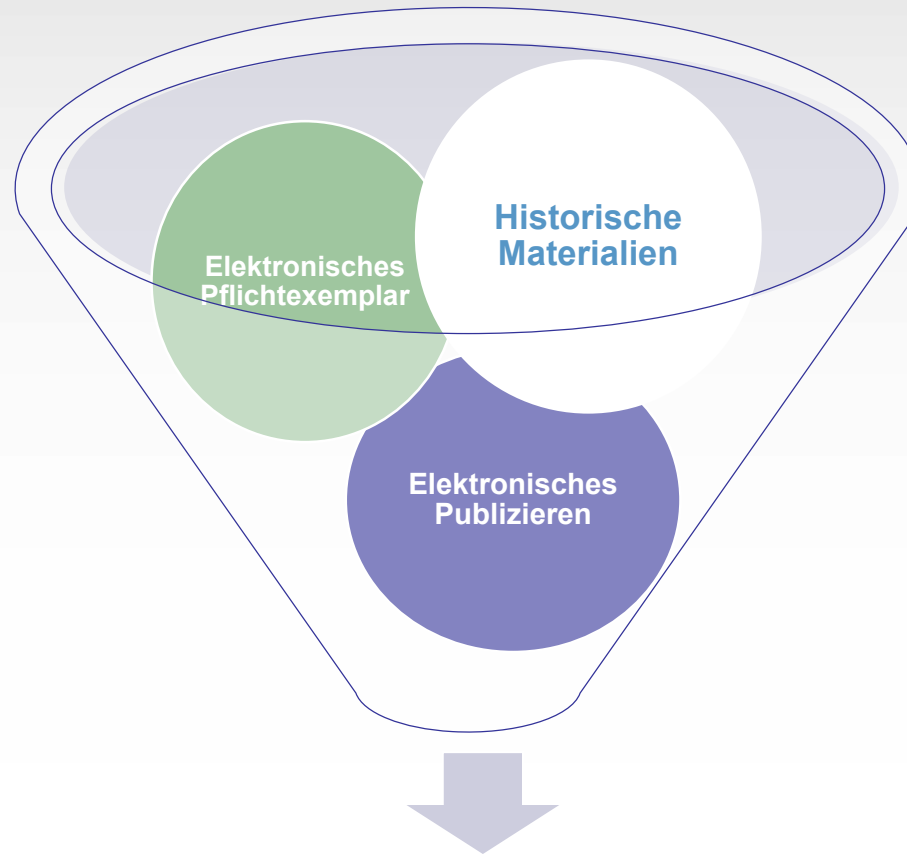 Historische
Materialien
Elektronisches
Pflichtexemplar
Elektronisches
Publizieren